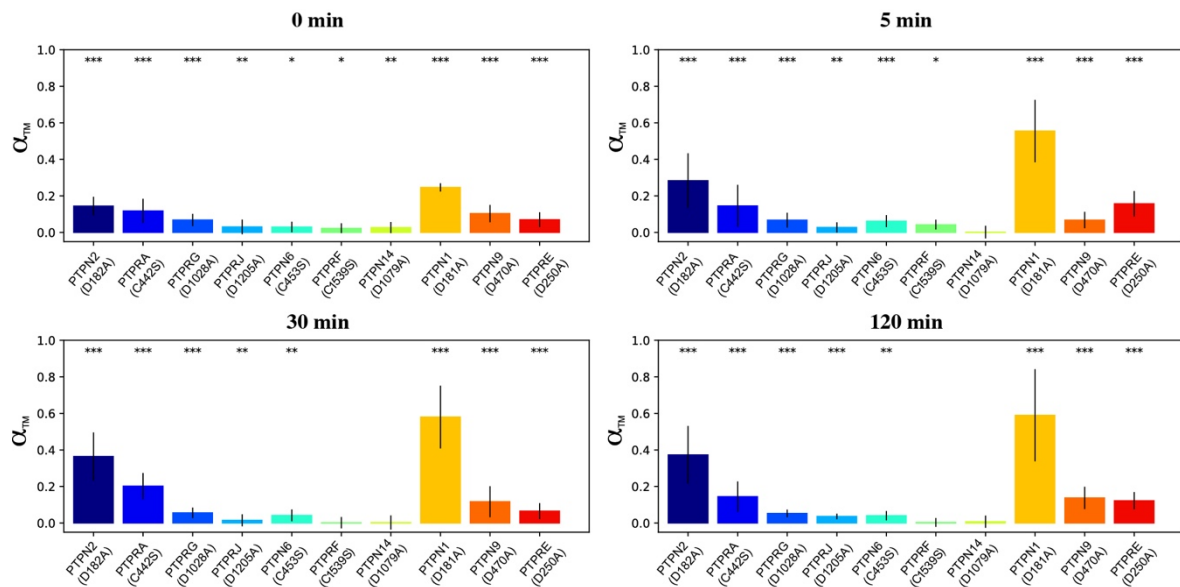 0 min
1.0
0.8
0.6
0.4
0.2
0.0
αTM
*** *** *** ** * * ** *** *** ***
PTPN2 (D182A)
PTPRA (C442S)
PTPRG (D1028A)
PTPRJ (D1205A)
PTPN6 (C453S)
PTPRF (C1539S)
PTPN14 (D1079A)
PTPN1 (D181A)
PTPN9 (D470A)
PTPRE (D250A)
5 min
1.0
0.8
0.6
0.4
0.2
0.0
αTM
*** *** *** ** *** * *** *** ***
PTPN2 (D182A)
PTPRA (C442S)
PTPRG (D1028A)
PTPRJ (D1205A)
PTPN6 (C453S)
PTPRF (C1539S)
PTPN14 (D1079A)
PTPN1 (D181A)
PTPN9 (D470A)
PTPRE (D250A)
30 min
1.0
0.8
0.6
0.4
0.2
0.0
αTM
*** *** *** ** ** *** *** ***
PTPN2 (D182A)
PTPRA (C442S)
PTPRG (D1028A)
PTPRJ (D1205A)
PTPN6 (C453S)
PTPRF (C1539S)
PTPN14 (D1079A)
PTPN1 (D181A)
PTPN9 (D470A)
PTPRE (D250A)
120 min
1.0
0.8
0.6
0.4
0.2
0.0
αTM
*** *** *** *** ** *** *** ***
PTPN2 (D182A)
PTPRA (C442S)
PTPRG (D1028A)
PTPRJ (D1205A)
PTPN6 (C453S)
PTPRF (C1539S)
PTPN14 (D1079A)
PTPN1 (D181A)
PTPN9 (D470A)
PTPRE (D250A)